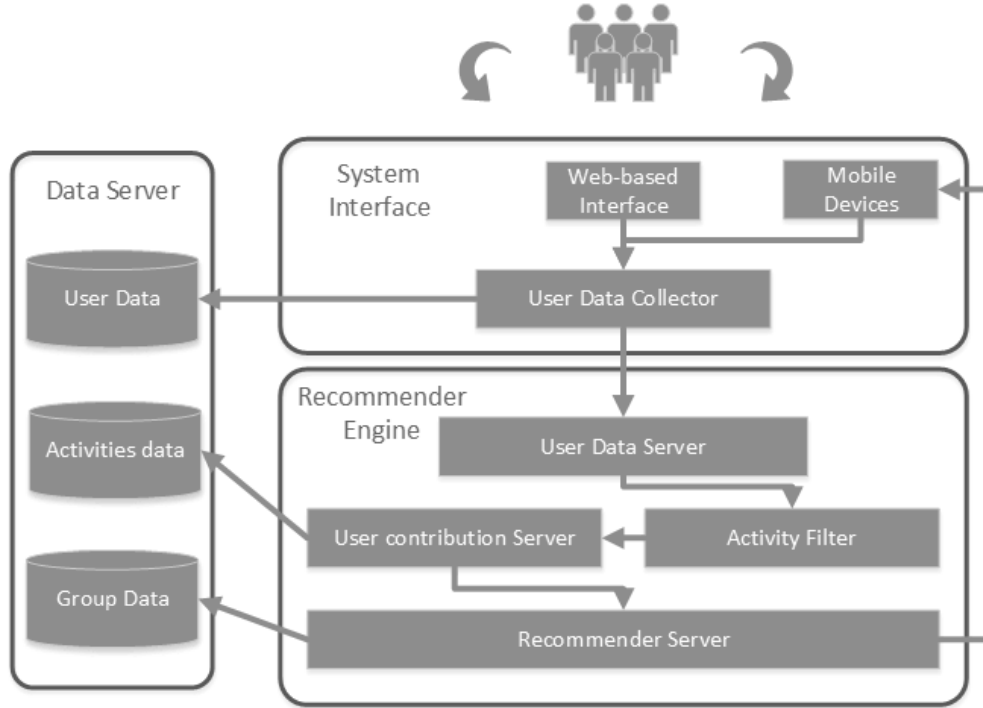 Data Server
User Data
Activities data
Group Data
System
Interface
Web-based
Interface
Mobile
Devices
User Data Collector
Recommender
Engine
User Data Server
User contribution Server
Activity Filter
Recommender Server